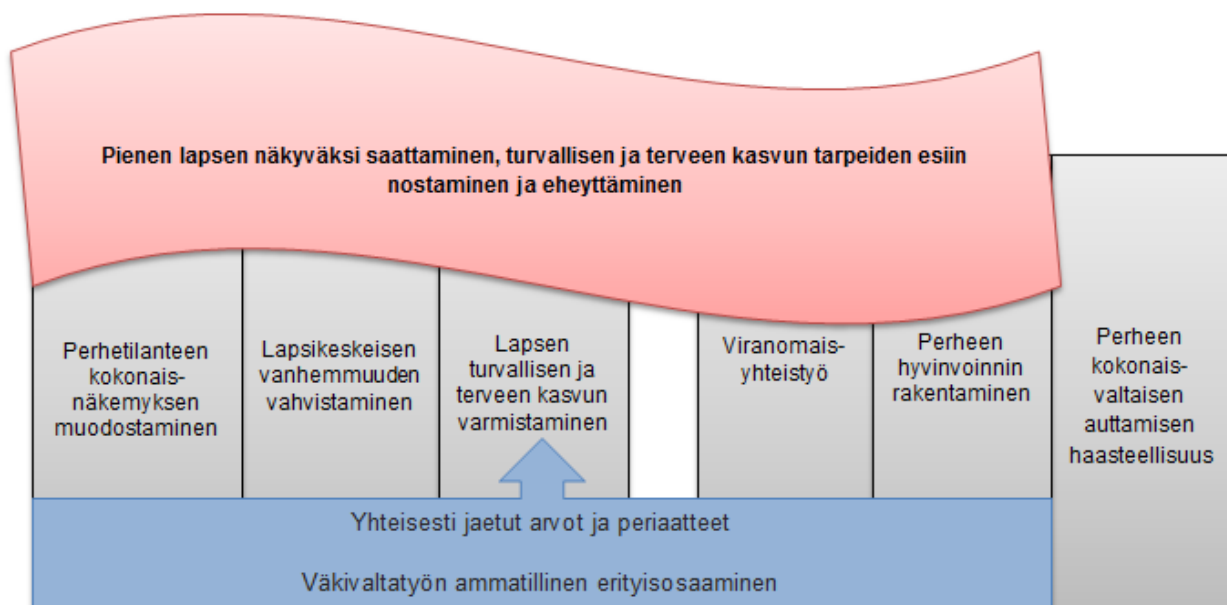 Pienen lapsen näkyväksi saattaminen, turvallisen ja terveen kasvun tarpeiden esiin
nostaminen ja eheyttäminen
Perhetilanteen
kokonais-
näkemyksen
muodostaminen
Lapsikeskeisen
vanhemmuuden
vahvistaminen
Lapsen
turvallisen ja
terveen kasvun
varmistaminen
Viranomais-
yhteistyö
Perheen
hyvinvoinnin
rakentaminen
Perheen
kokonais-
valtaisen
auttamisen
haasteellisuus
Yhteisesti jaetut arvot ja periaatteet
Väkivaltatyön ammatillinen erityisosaaminen